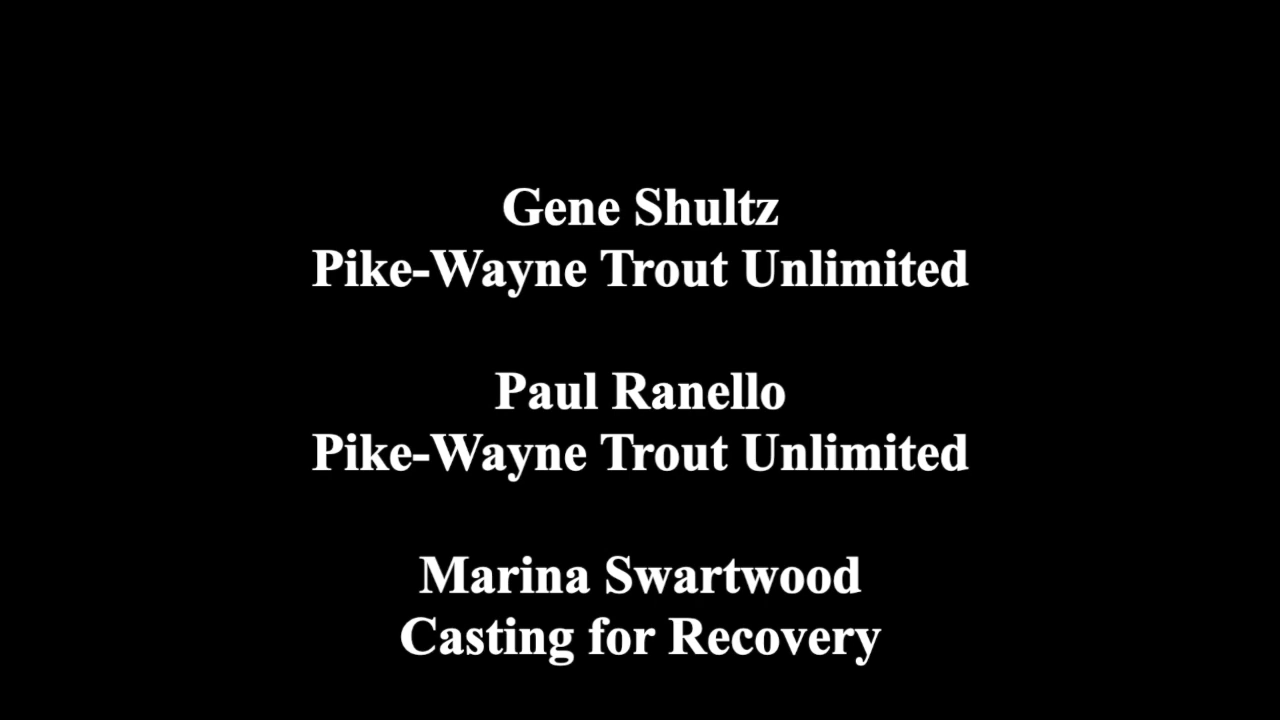 Gene Shultz
Pike-Wayne Trout Unlimited
Paul Ranello
Pike-Wayne Trout Unlimited
Marina Swartwood
Casting for Recovery